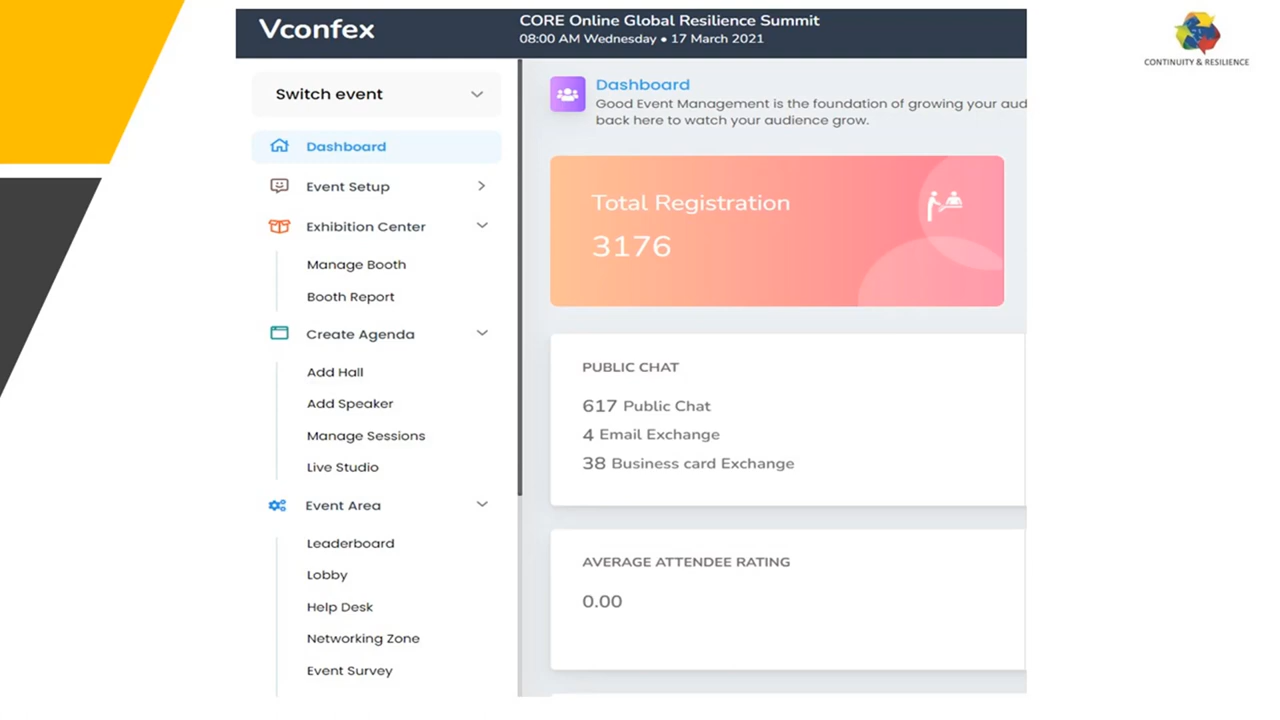 Vconfex
CORE Online Global Resilience Summit
08:00 AM Wednesday • 17 March 2021
CONTINUITY & RESILIENCE
Switch event
Dashboard
Event Setup
Exhibition Center
Manage Booth
Booth Report
Create Agenda
Add Hall
Add Speaker
Manage Sessions
Live Studio
Event Area
Leaderboard
Lobby
Help Desk
Networking Zone
Event Survey
Dashboard
Good Event Management is the foundation of growing your aud
back here to watch your audience grow.
Total Registration
3176
PUBLIC CHAT
617 Public Chat
4 Email Exchange
38 Business card Exchange
AVERAGE ATTENDEE RATING
0.00